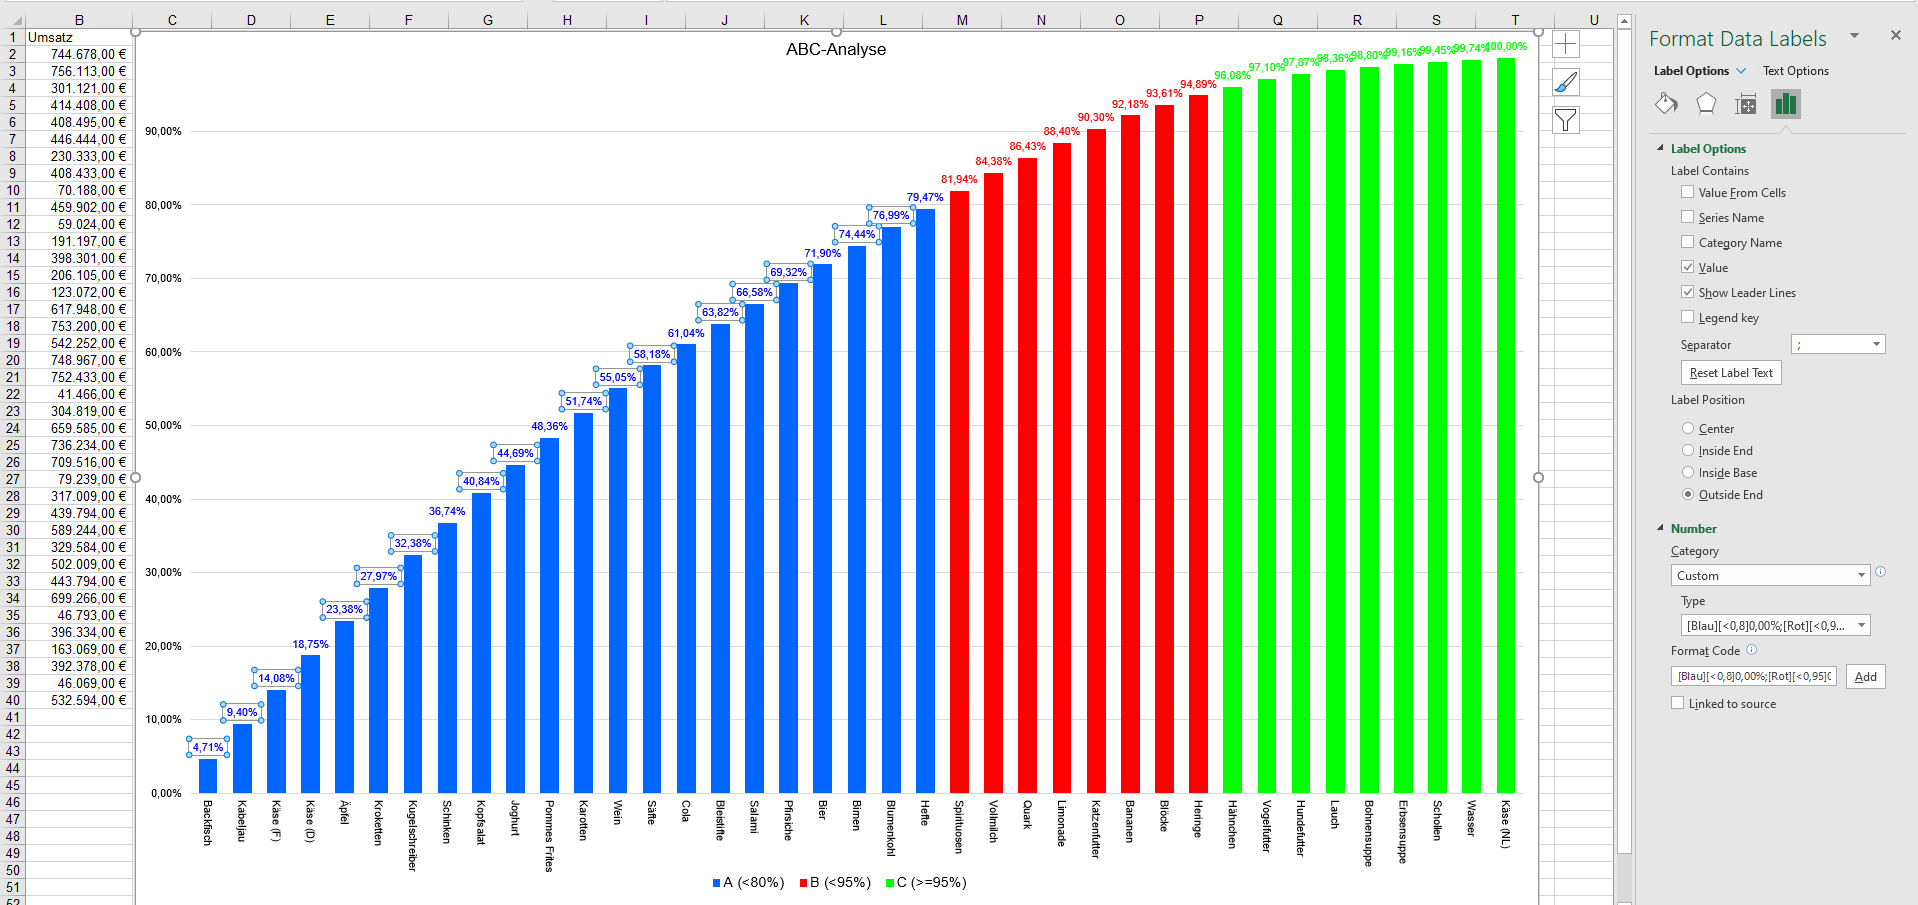 B C D E F G H I J K L M N O P Q R S T U
1 Umsatz
2 744.678,00 €
3 756.113,00 €
4 301.121,00 €
5 414.408,00 €
6 408.495,00 €
7 446.444,00 €
8 230.333,00 €
9 408.433,00 €
10 70.188,00 €
11 459.902,00 €
12 59.024,00 €
13 191.197,00 €
14 398.301,00 €
15 206.105,00 €
16 123.072,00 €
17 617.948,00 €
18 753.200,00 €
19 542.252,00 €
20 748.967,00 €
21 752.433,00 €
22 41.466,00 €
23 304.819,00 €
24 659.585,00 €
25 736.234,00 €
26 709.516,00 €
27 79.239,00 €
28 317.009,00 €
29 439.794,00 €
30 589.244,00 €
31 329.584,00 €
32 502.009,00 €
33 443.794,00 €
34 699.266,00 €
35 46.793,00 €
36 396.334,00 €
37 163.069,00 €
38 392.378,00 €
39 46.069,00 €
40 532.594,00 €
41
42
43
44
45
46
47
48
49
50
51
52
ABC-Analyse
90,00%
80,00%
70,00%
60,00%
50,00%
40,00%
30,00%
20,00%
10,00%
0,00%
4,71%
9,40%
14,08%
18,75%
23,38%
27,97%
32,38%
36,74%
40,84%
44,69%
48,36%
51,74%
55,05%
58,18%
61,04%
63,82%
66,58%
69,32%
71,90%
74,44%
76,99%
79,47%
81,94%
84,38%
86,43%
88,40%
90,30%
92,18%
93,61%
94,89%
96,08%
97,10%
97,87%
98,36%
98,80%
99,16%
99,45%
99,74%
100,00%
Backfisch
Kabeljau
Käse (F)
Käse (D)
Äpfel
Kroketten
Kugelschreiber
Schinken
Kopfsalat
Joghurt
Pommes Frites
Karotten
Wein
Säfte
Cola
Bleistifte
Salami
Pfirsiche
Bier
Birnen
Blumenkohl
Hefte
Spirituosen
Vollmilch
Quark
Limonade
Katzenfutter
Bananen
Blöcke
Heringe
Hähnchen
Vogelfutter
Hundefutter
Lauch
Bohnensuppe
Erbsensuppe
Schollen
Wasser
Käse (NL)
A (<80%) B (<95%) C (>=95%)
Format Data Labels
Label Options Text Options
Label Options
Label Contains
Value From Cells
Series Name
Category Name
Value
Show Leader Lines
Legend key
Separator ;
Reset Label Text
Label Position
Center
Inside End
Inside Base
Outside End
Number
Category
Custom
Type
[Blau][<0,8]0,00%;[Rot][<0,9...
Format Code
[Blau][<0,8]0,00%;[Rot][<0,95]0
Add
Linked to source